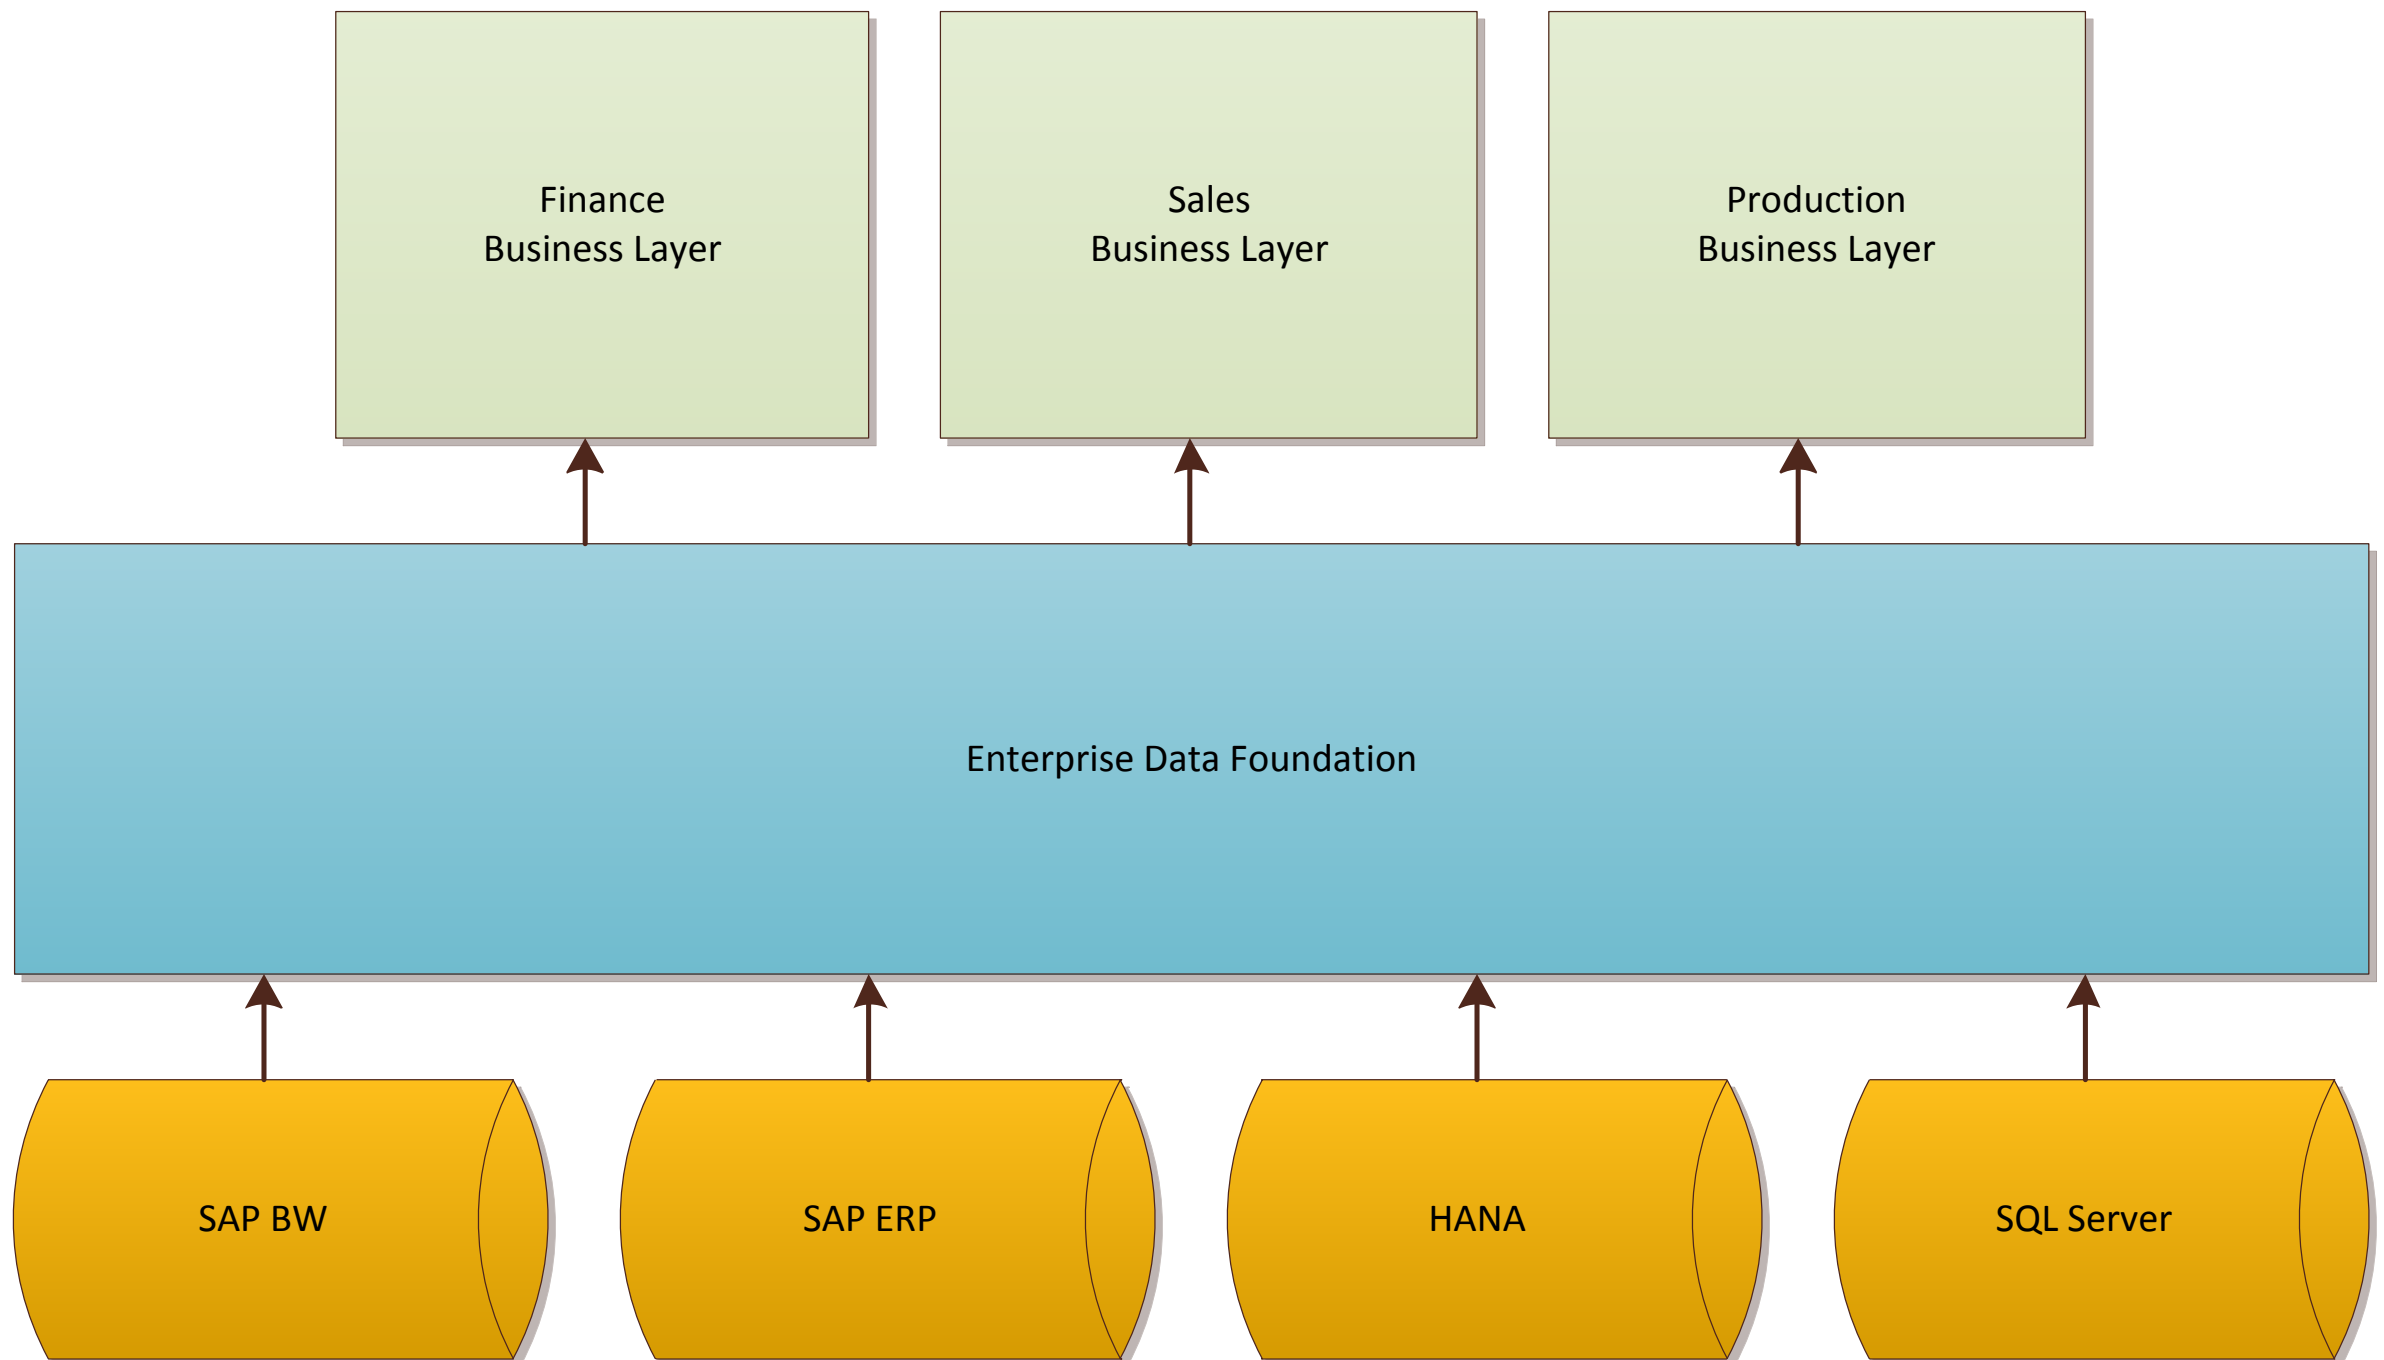 Finance
Business Layer
Sales
Business Layer
Production
Business Layer
Enterprise Data Foundation
SAP BW
SAP ERP
HANA
SQL Server